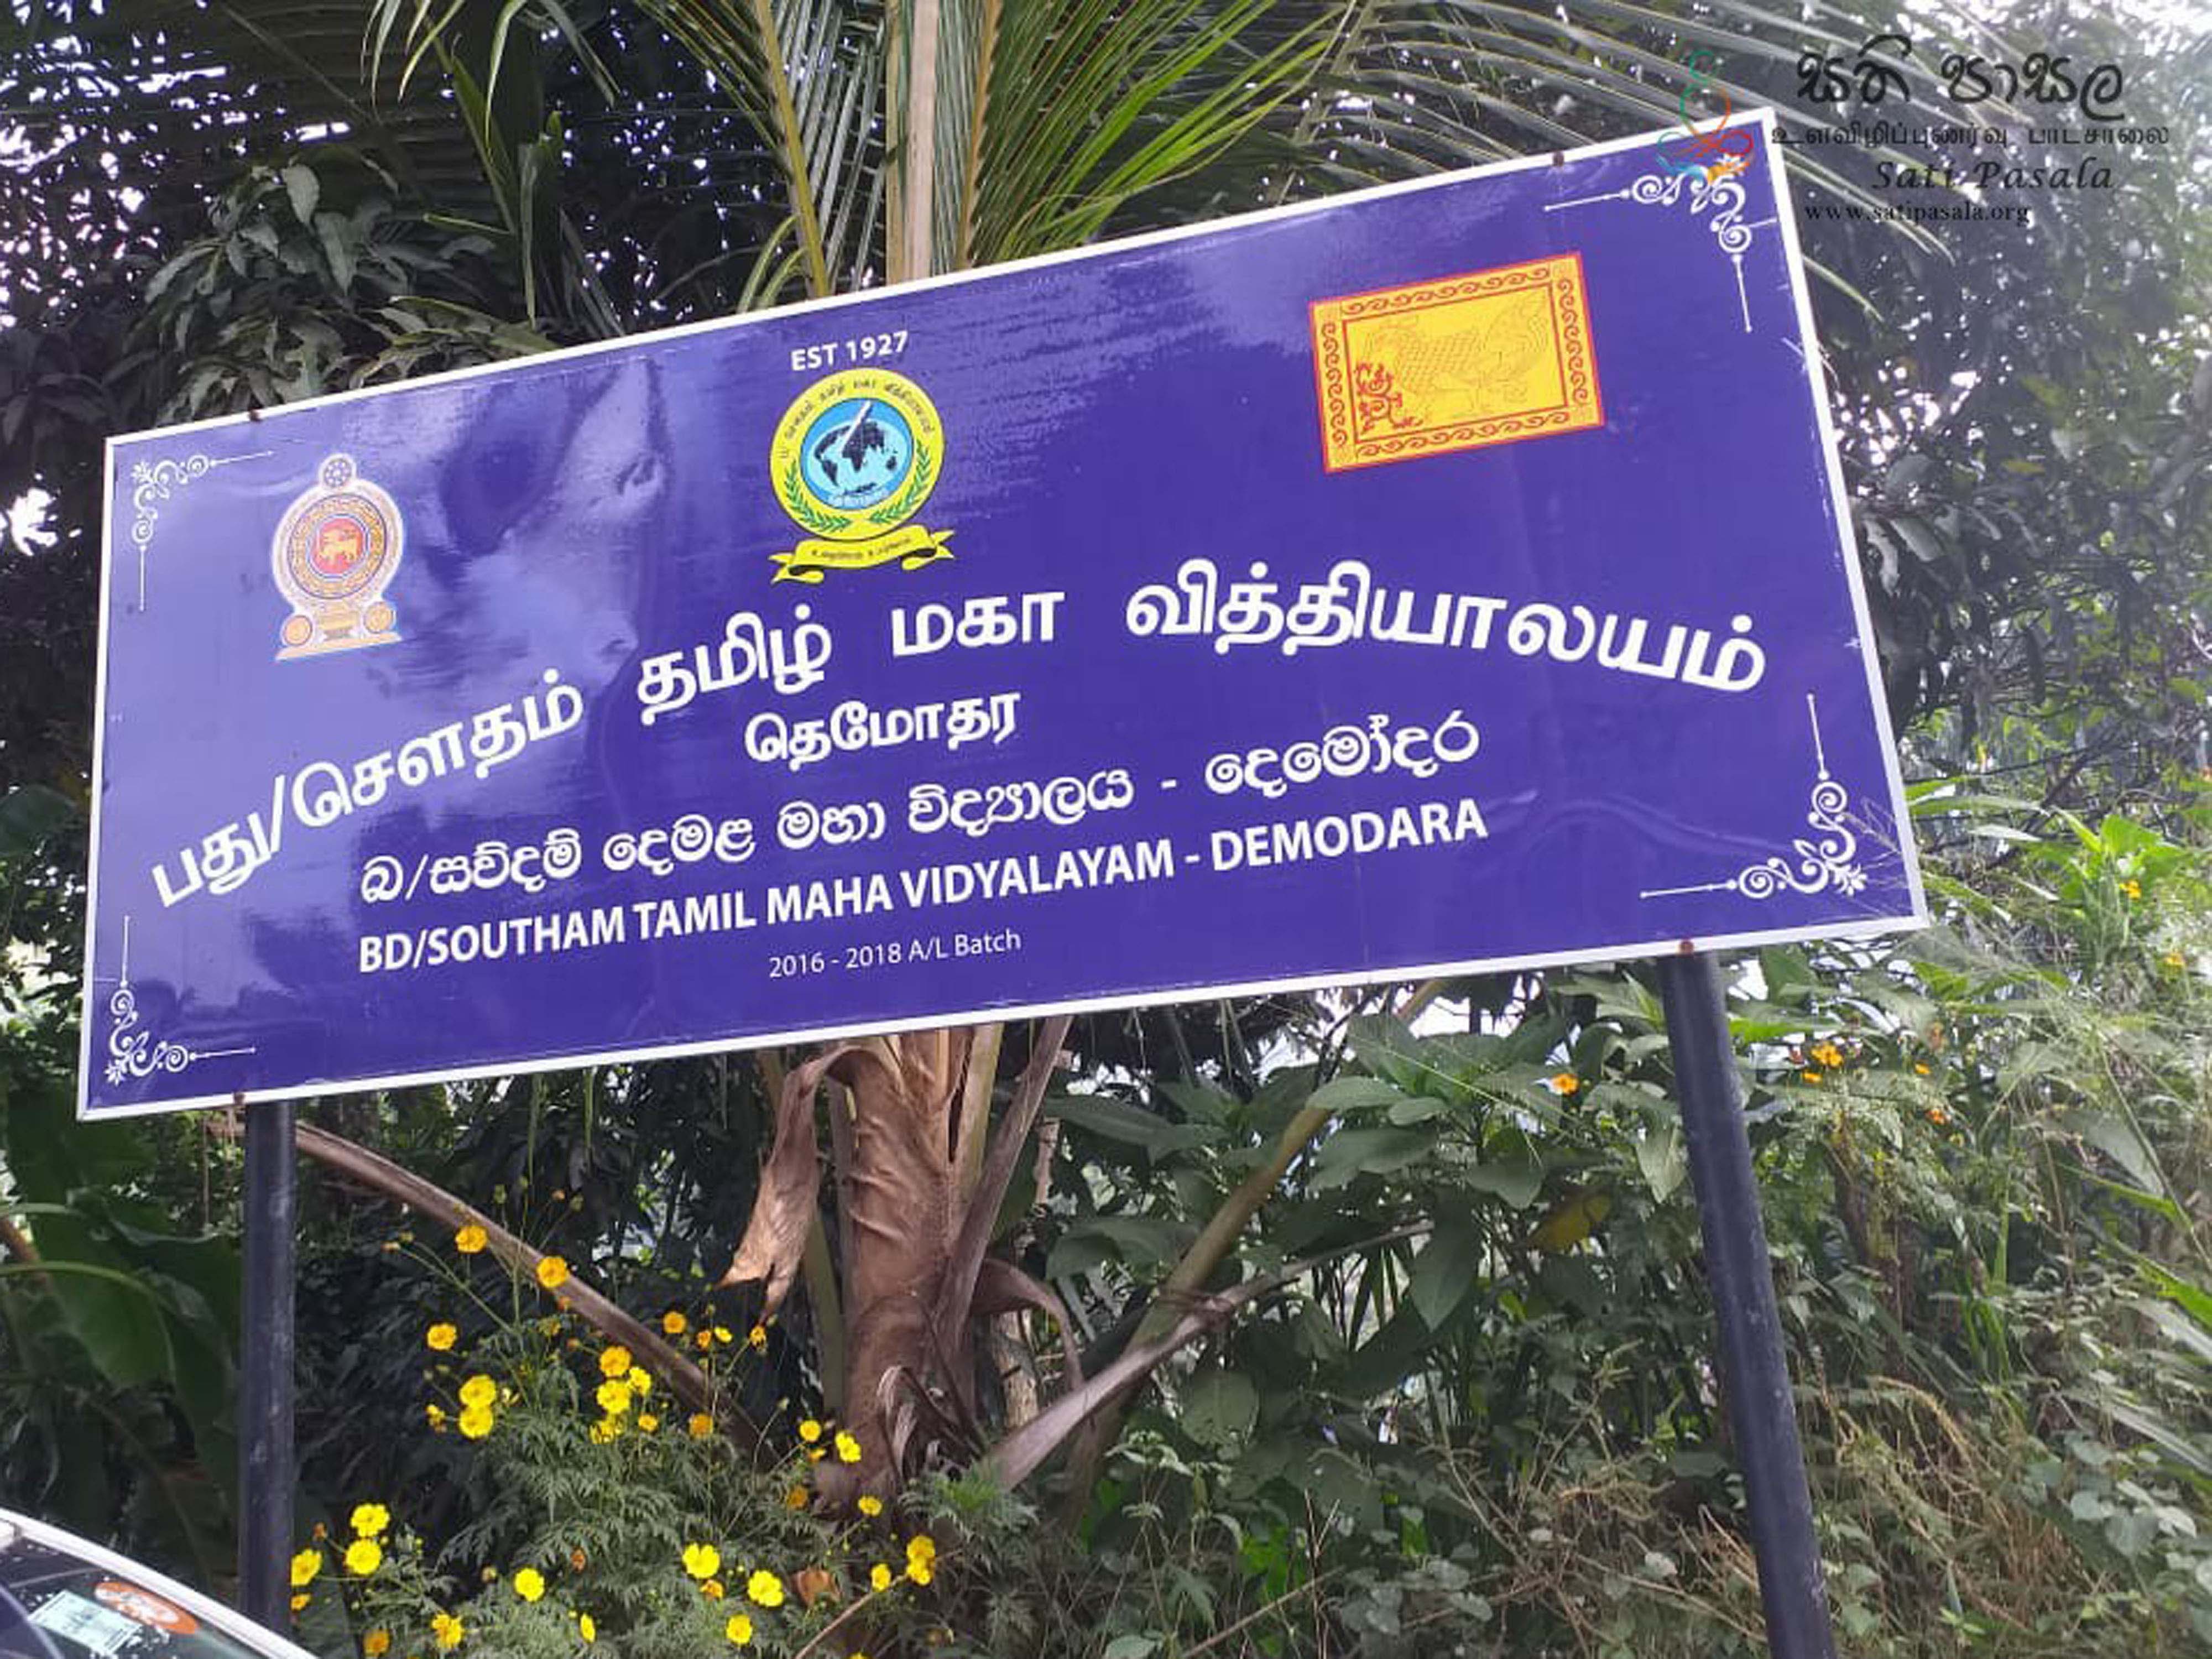 සති පාසල
உளவிழிப்புணர்வு பாடசாலை
Sati Pasala
www.satipasala.org
EST 1927
பது/சௌதம் தமிழ் மகா வித்தியாலயம்
தெமோதர
බ/සව්දම් දෙමළ මහා විද්‍යාලය - දෙමෝදර
BD/SOUTHAM TAMIL MAHA VIDYALAYAM - DEMODARA
2016 - 2018 A/L Batch